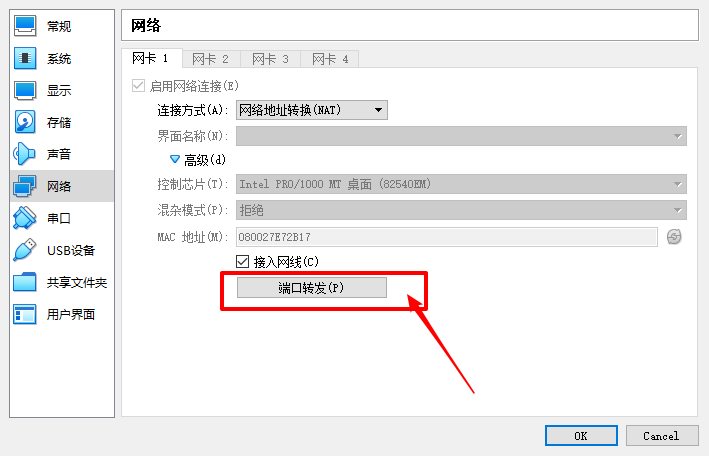 常规
系统
显示
存储
声音
网络
串口
USB设备
共享文件夹
用户界面
网络
网卡 1 网卡 2 网卡 3 网卡 4
启用网络连接(E)
连接方式(A): 网络地址转换(NAT)
界面名称(N):
高级(d)
控制芯片(T): Intel PRO/1000 MT 桌面 (82540EM)
混杂模式(P): 拒绝
MAC 地址(M): 080027E72B17
接入网线(C)
端口转发(P)
OK Cancel